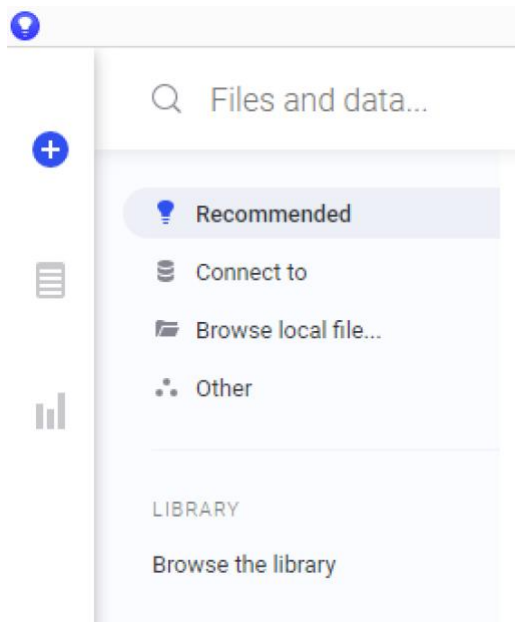 Files and data...
Recommended
Connect to
Browse local file...
Other
LIBRARY
Browse the library